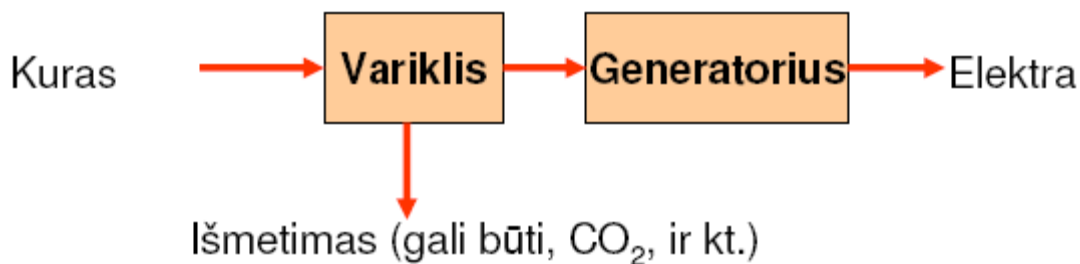 Kuras Variklis Generatorius Elektra
Išmetimas (gali būti, CO₂, ir kt.)